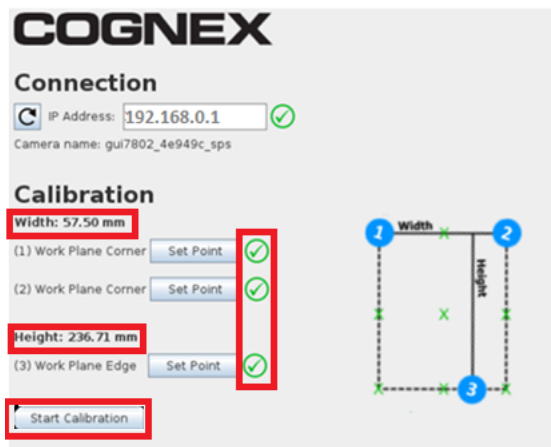 COGNEX
Connection
IP Address: 192.168.0.1
Camera name: gui7802_4e949c_sps
Calibration
Width: 57.50 mm
(1) Work Plane Corner Set Point
(2) Work Plane Corner Set Point
Height: 236.71 mm
(3) Work Plane Edge Set Point
Start Calibration
1 Width 2
Height
3